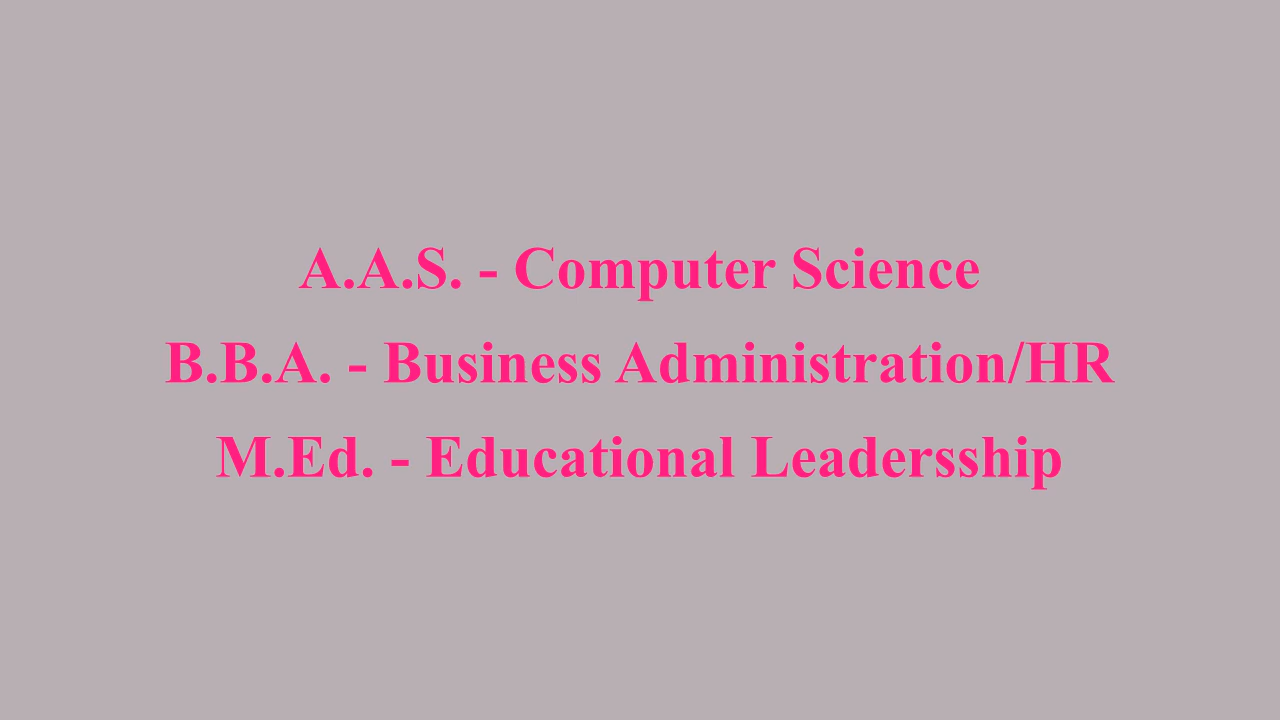 A.A.S. - Computer Science
B.B.A. - Business Administration/HR
M.Ed. - Educational Leadersship